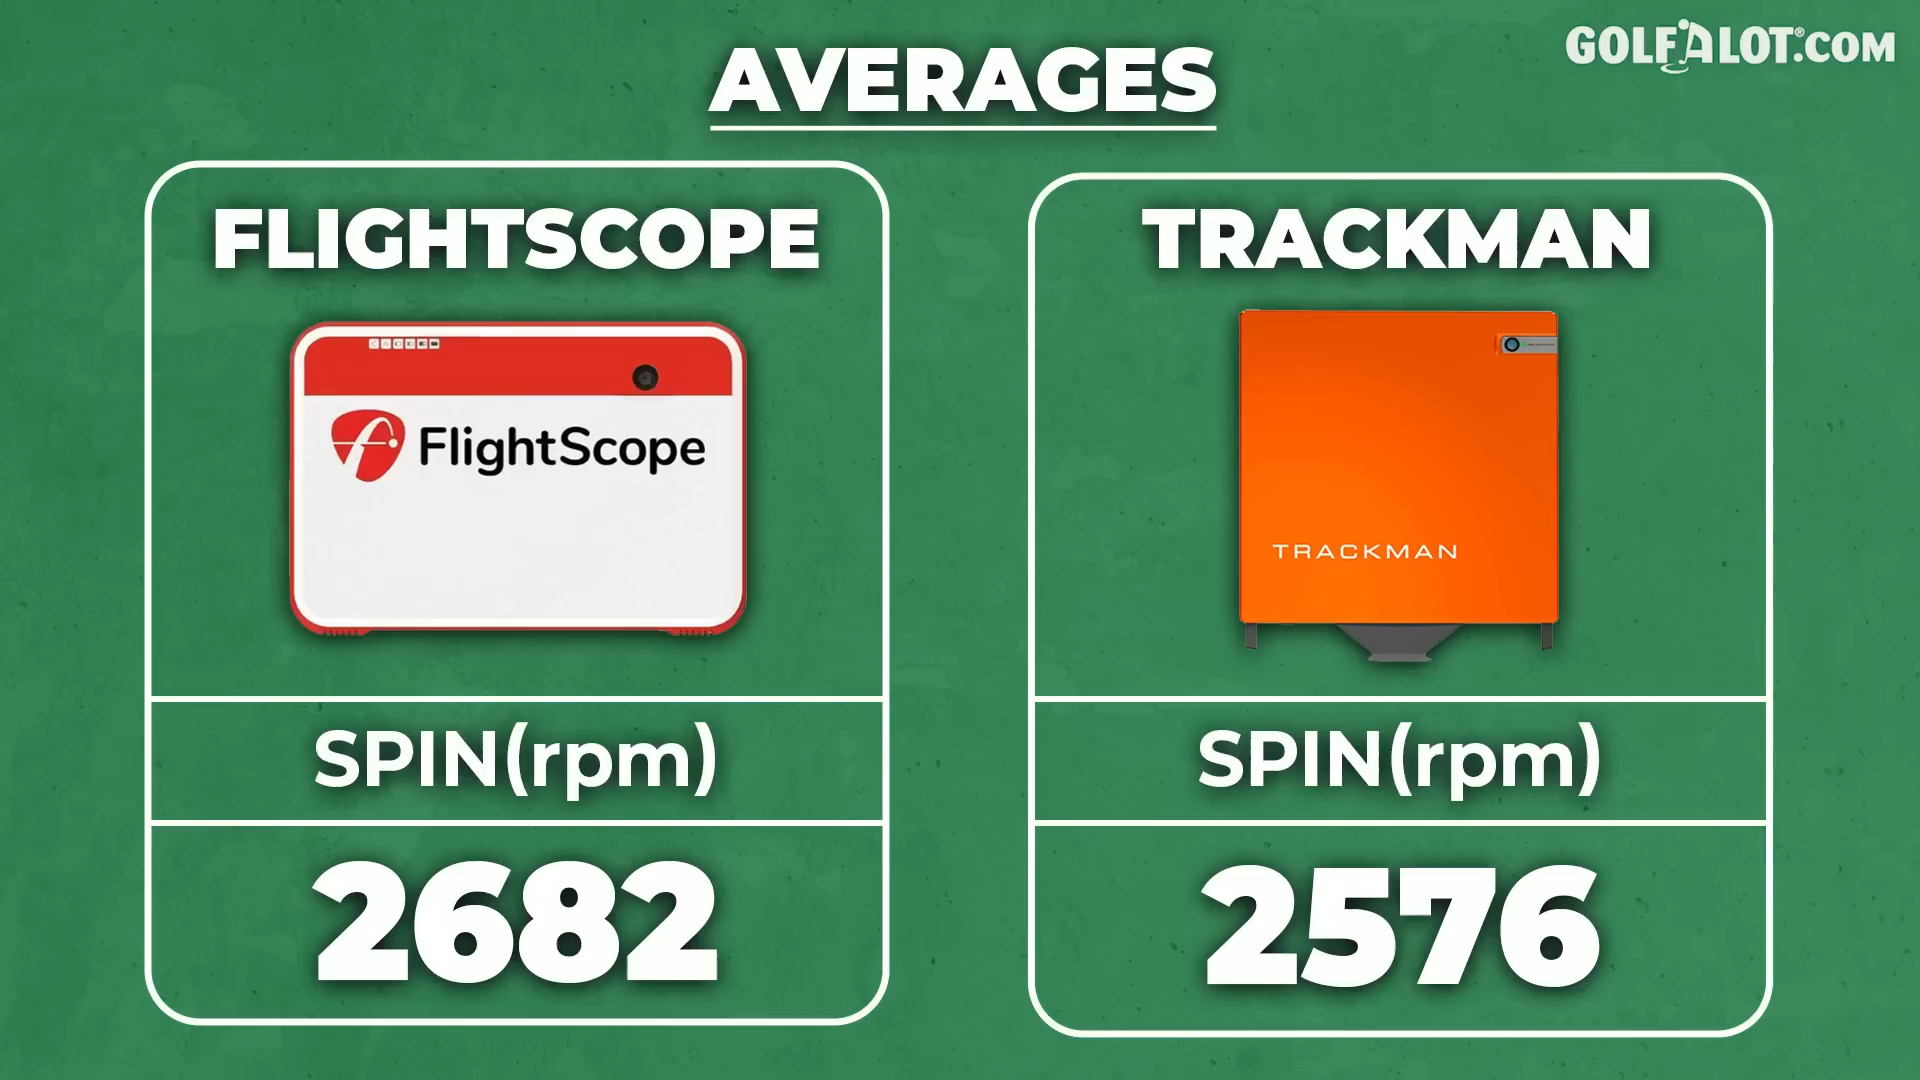 GOLFALOT®.COM
AVERAGES
FLIGHTSCOPE
FlightScope
SPIN(rpm)
2682
TRACKMAN
TRACKMAN
SPIN(rpm)
2576